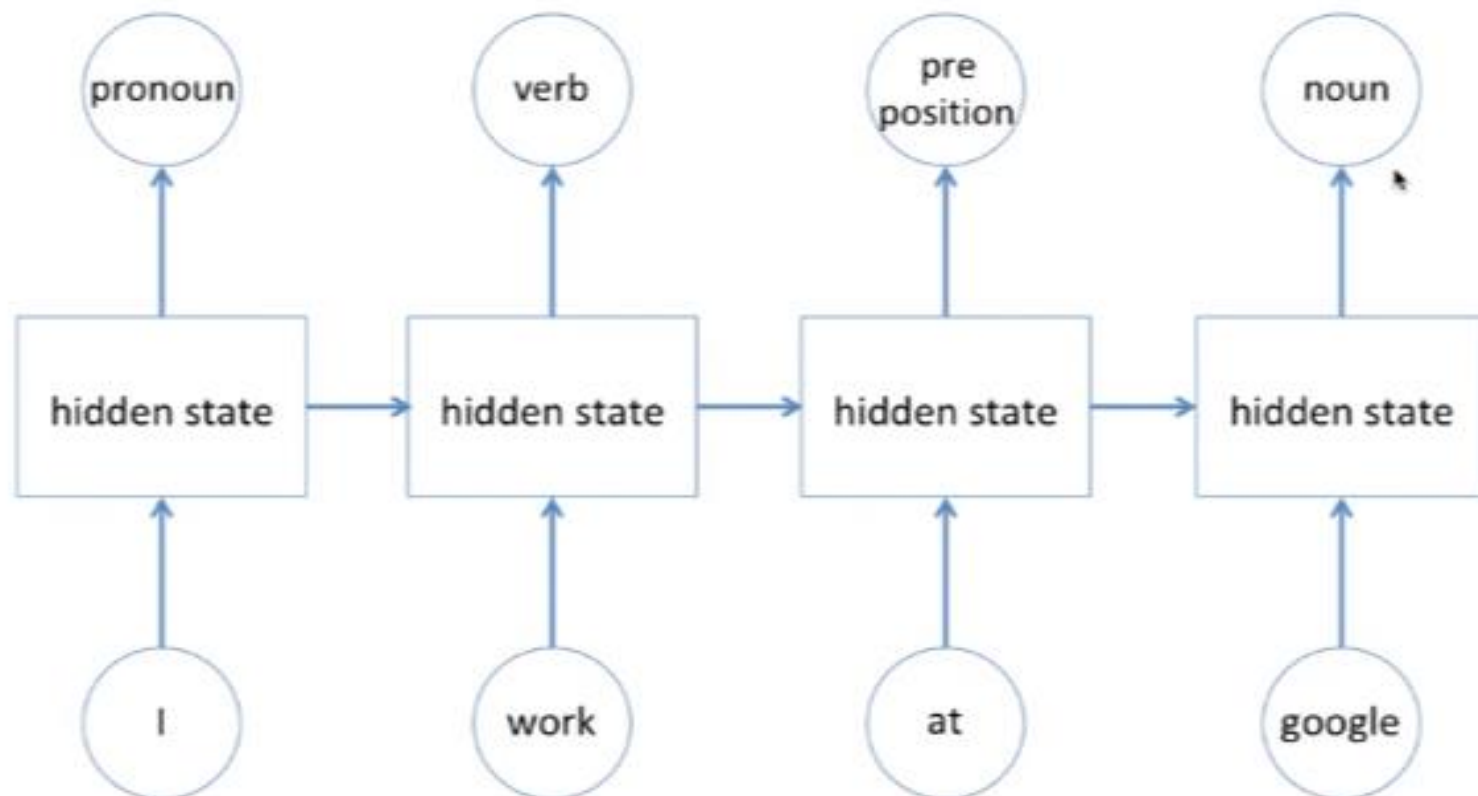 pronoun
verb
pre
position
noun
hidden state
hidden state
hidden state
hidden state
I
work
at
google